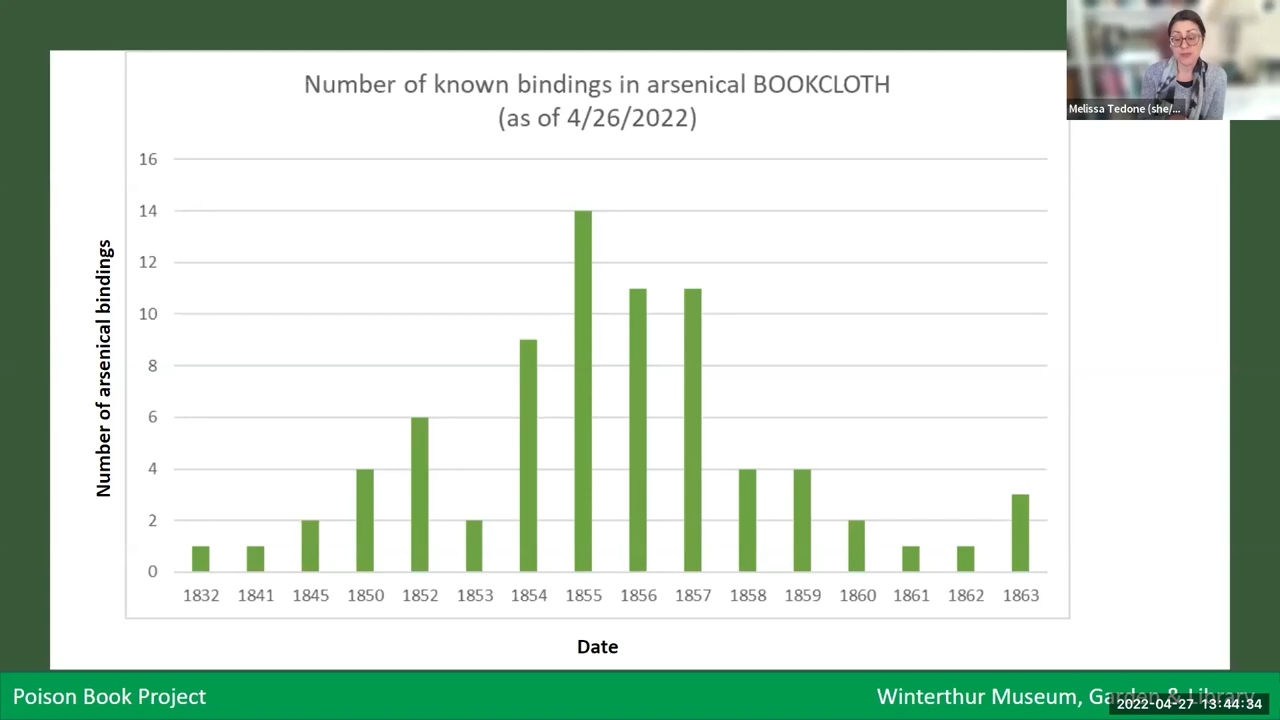 Number of known bindings in arsenical BOOKCLOTH
(as of 4/26/2022)
Melissa Tedone (she/...
Number of arsenical bindings
16
14
12
10
8
6
4
2
0
1832 1841 1845 1850 1852 1853 1854 1855 1856 1857 1858 1859 1860 1861 1862 1863
Date
Poison Book Project
Winterthur Museum, Garden & Library
2022-04-27 13:44:34